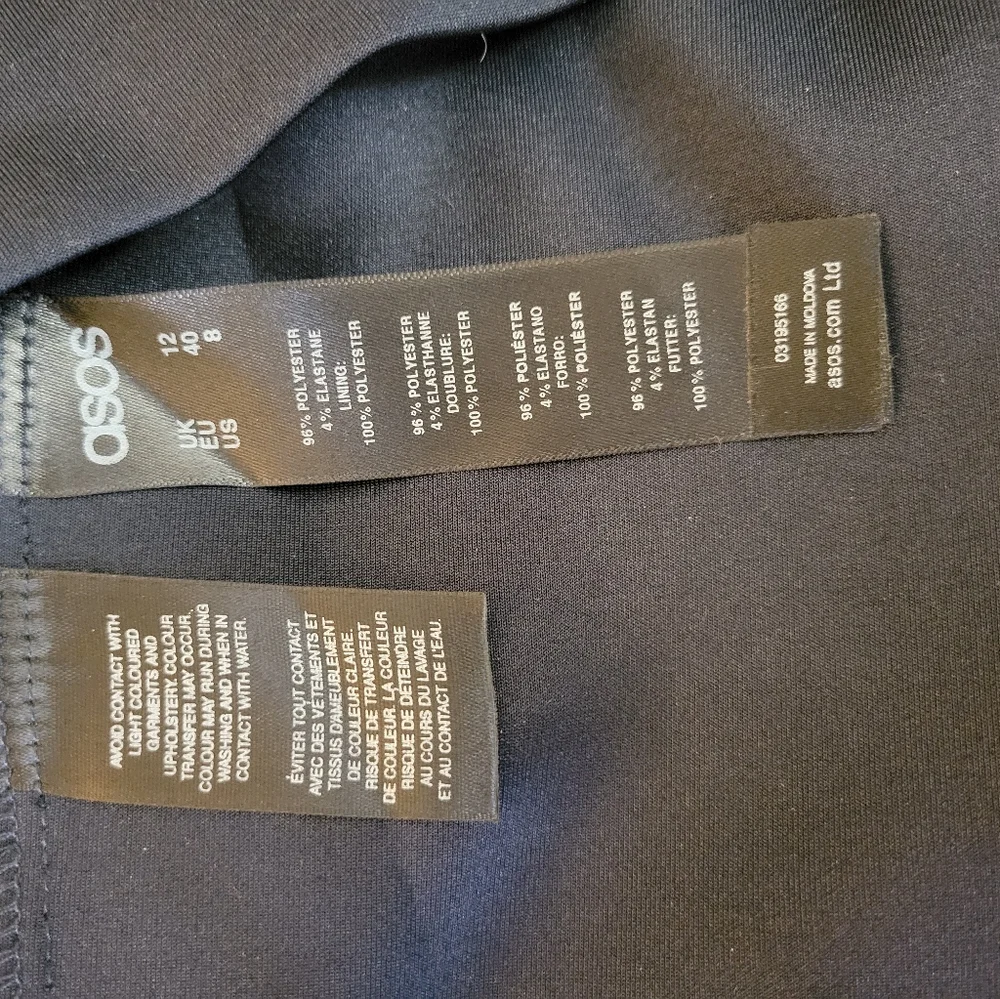 asos
UK 12
EU 40
US 8
96% POLYESTER
4% ELASTANE
LINING:
100% POLYESTER
96% POLYESTER
4% ELASTHANNE
DOUBLURE:
100% POLYESTER
96% POLIÉSTER
4% ELASTANO
FORRO:
100% POLIÉSTER
96% POLYESTER
4% ELASTAN
FUTTER:
100% POLYESTER
03195166
MADE IN MOLDOVA
asos.com Ltd
AVOID CONTACT WITH
LIGHT COLOURED
GARMENTS AND
UPHOLSTERY. COLOUR
TRANSFER MAY OCCUR.
COLOUR MAY RUN DURING
WASHING AND WHEN IN
CONTACT WITH WATER.
ÉVITER TOUT CONTACT
AVEC DES VETEMENTS ET
TISSUS D'AMEUBLEMENT
DE COULEUR CLAIRE.
RISQUE DE TRANSFERT
DE COULEUR. LA COULEUR
RISQUE DE DÉTEINDRE
AU COURS DU LAVAGE
ET AU CONTACT DE L'EAU.